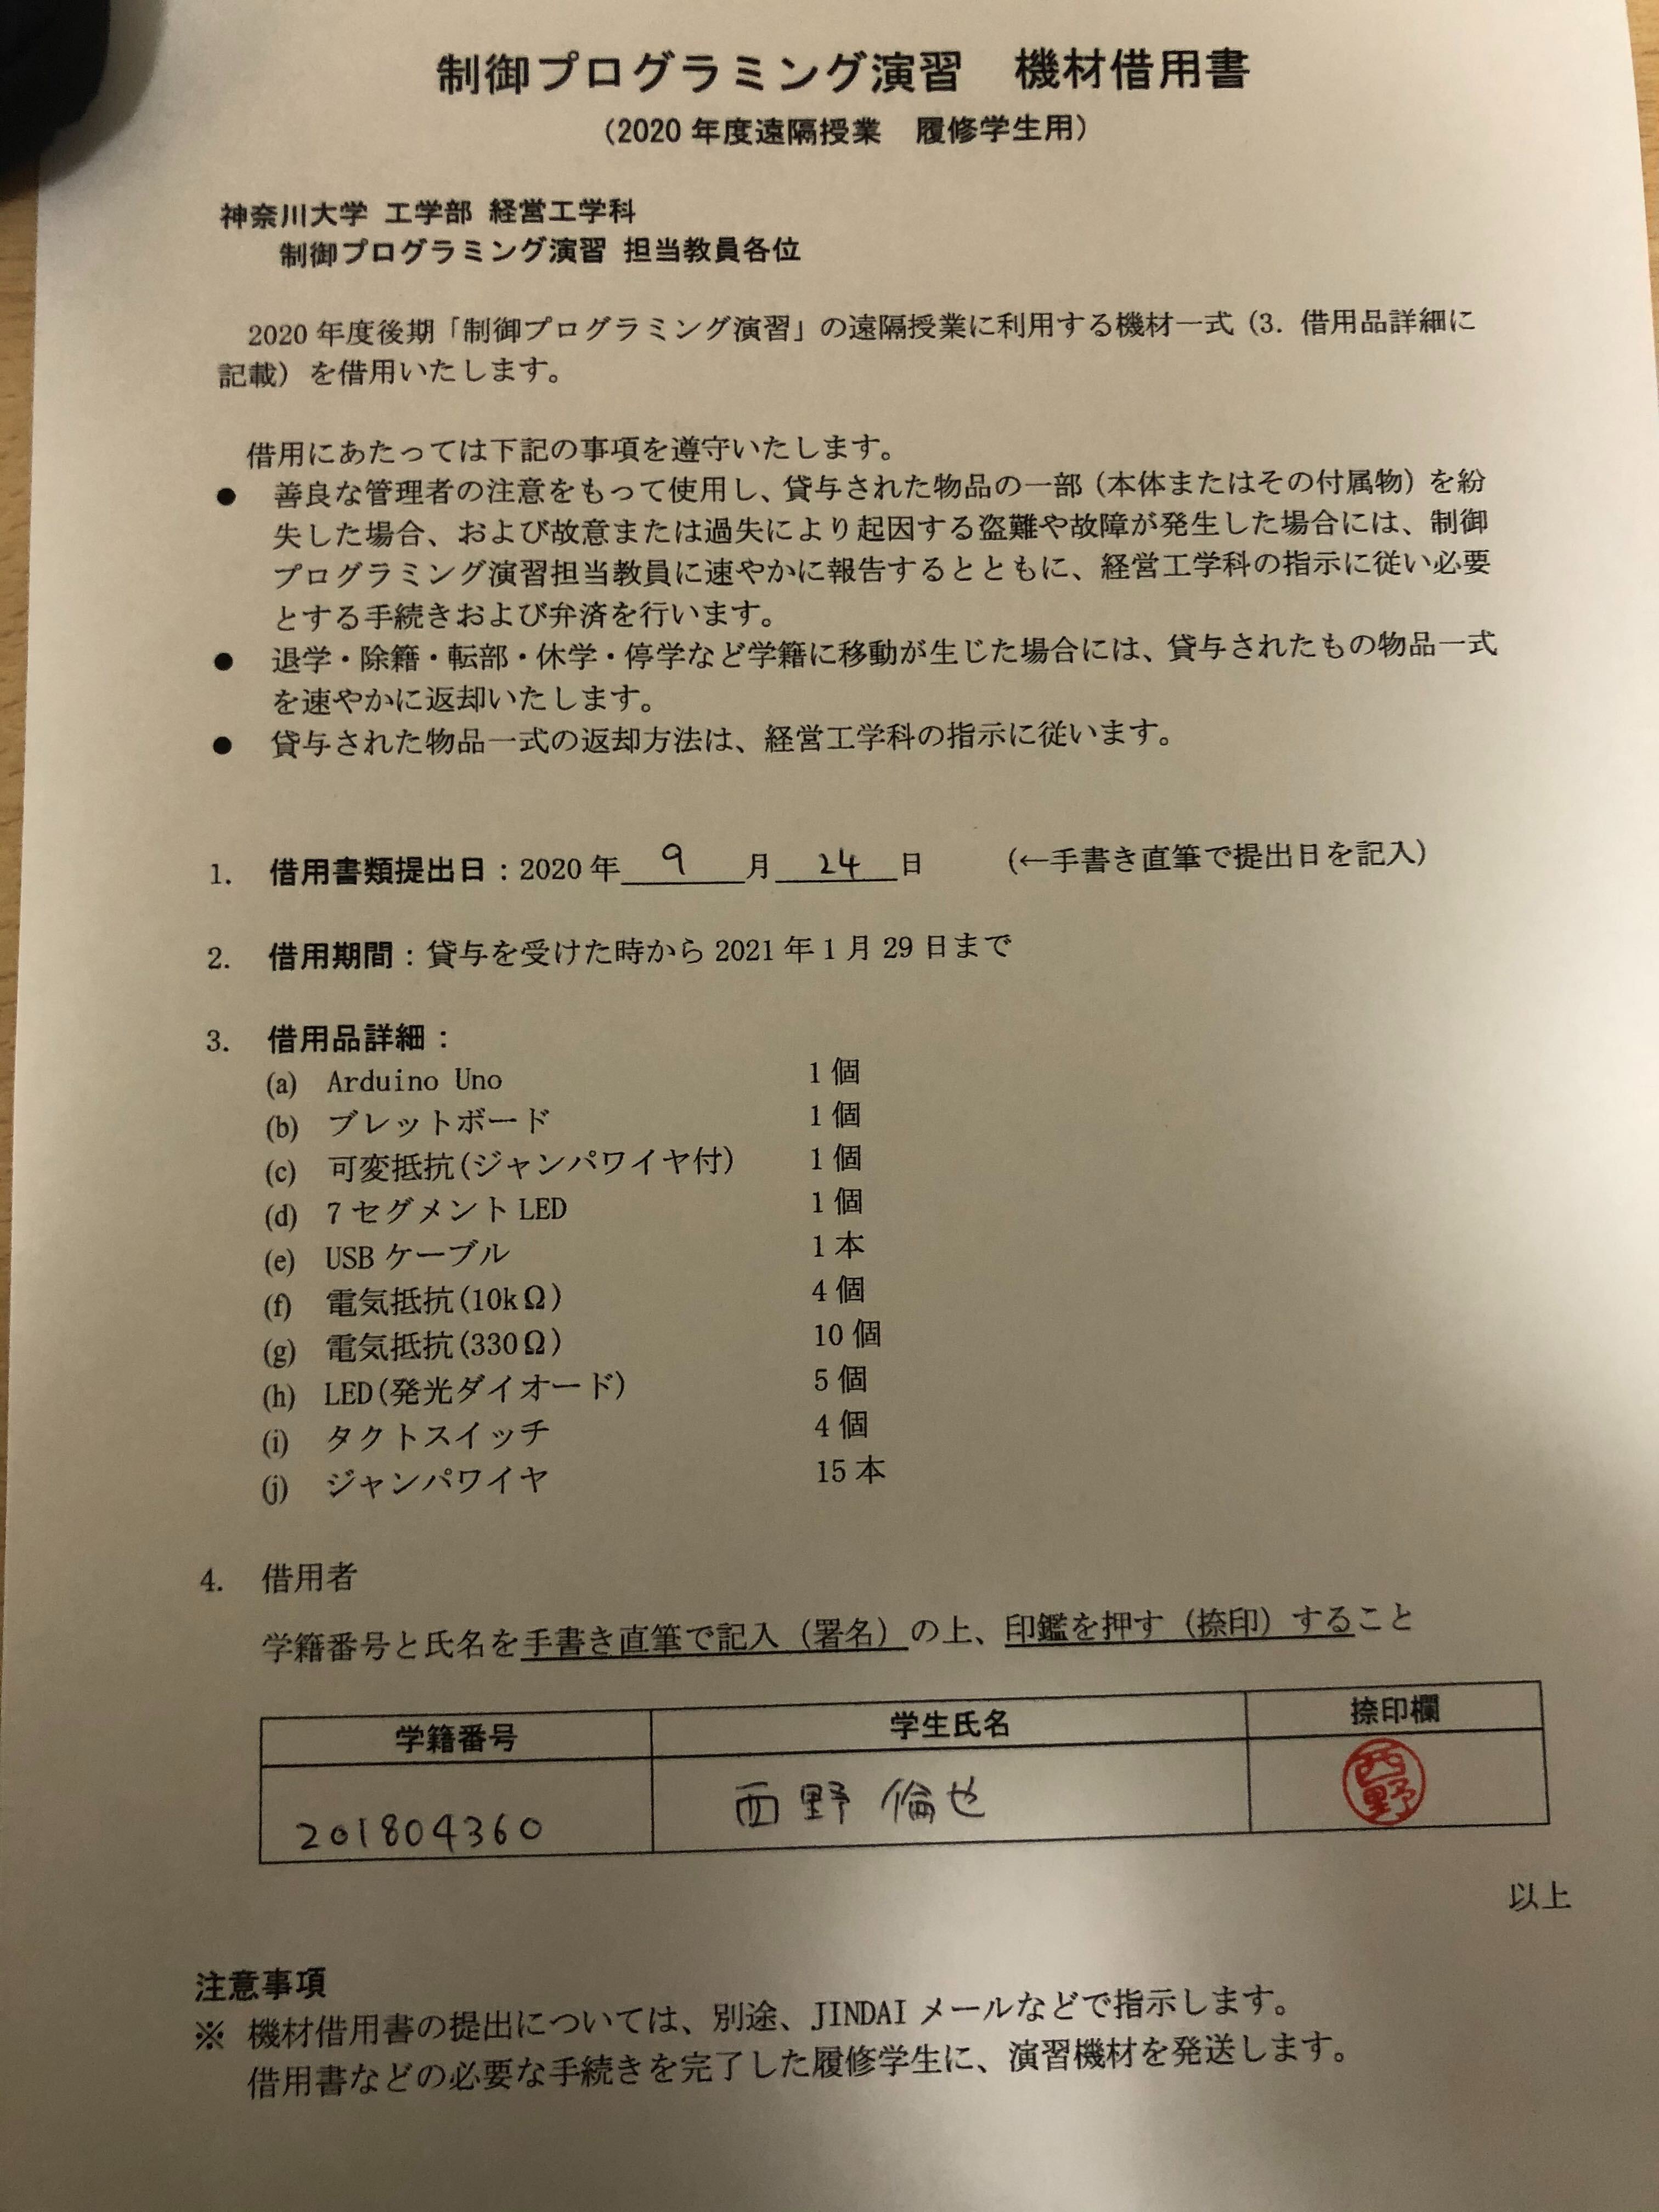 制御プログラミング演習　機材借用書
（2020 年度遠隔授業　履修学生用）
神奈川大学 工学部 経営工学科
制御プログラミング演習 担当教員各位
2020 年度後期「制御プログラミング演習」の遠隔授業に利用する機材一式（3. 借用品詳細に
記載）を借用いたします。
借用にあたっては下記の事項を遵守いたします。
● 善良な管理者の注意をもって使用し、貸与された物品の一部（本体またはその付属物）を紛
失した場合、および故意または過失により起因する盗難や故障が発生した場合には、制御
プログラミング演習担当教員に速やかに報告するとともに、経営工学科の指示に従い必要
とする手続きおよび弁済を行います。
● 退学・除籍・転部・休学・停学など学籍に移動が生じた場合には、貸与されたもの物品一式
を速やかに返却いたします。
● 貸与された物品一式の返却方法は、経営工学科の指示に従います。
1. 借用書類提出日：2020 年 9 月 24 日 （←手書き直筆で提出日を記入）
2. 借用期間：貸与を受けた時から 2021 年 1 月 29 日まで
3. 借用品詳細：
(a) Arduino Uno 1 個
(b) ブレットボード 1 個
(c) 可変抵抗(ジャンパワイヤ付) 1 個
(d) 7 セグメント LED 1 個
(e) USB ケーブル 1 本
(f) 電気抵抗(10kΩ) 4 個
(g) 電気抵抗(330Ω) 10 個
(h) LED(発光ダイオード) 5 個
(i) タクトスイッチ 4 個
(j) ジャンパワイヤ 15 本
4. 借用者
学籍番号と氏名を手書き直筆で記入（署名）の上、印鑑を押す（捺印）すること
学籍番号 学生氏名 捺印欄
201804360 西野 倫也 西野
以上
注意事項
※ 機材借用書の提出については、別途、JINDAI メールなどで指示します。
借用書などの必要な手続きを完了した履修学生に、演習機材を発送します。